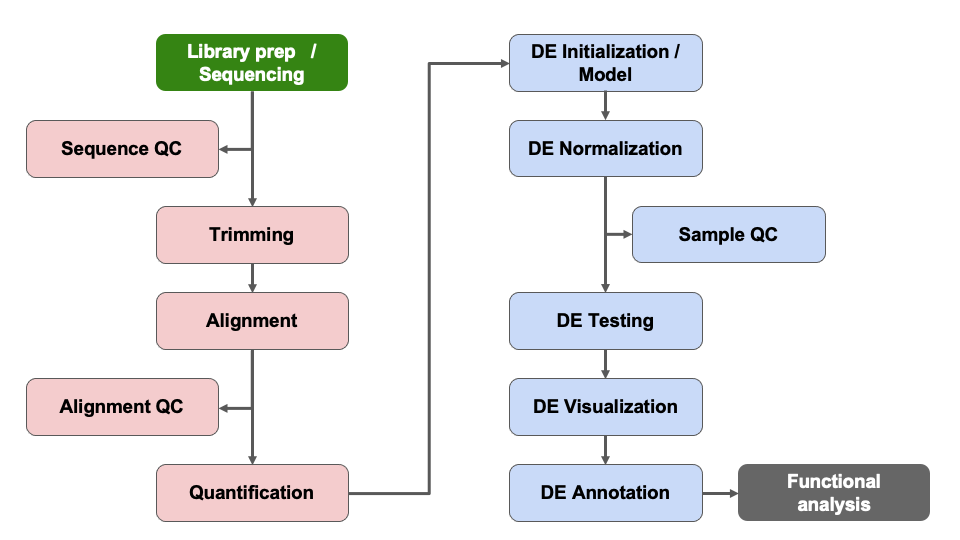 Library prep /
Sequencing
Sequence QC
Trimming
Alignment
Alignment QC
Quantification
DE Initialization /
Model
DE Normalization
Sample QC
DE Testing
DE Visualization
DE Annotation
Functional
analysis